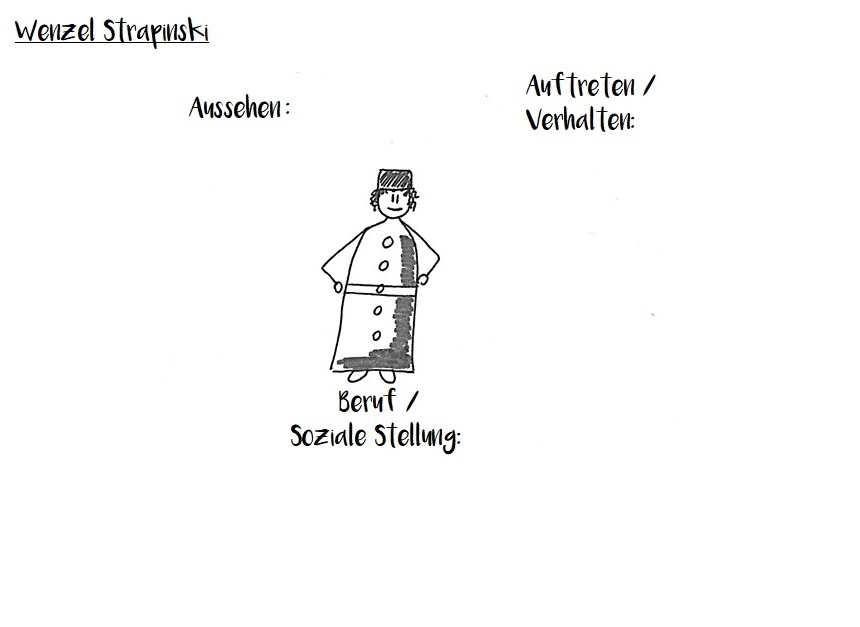 Wenzel Strapinski
Aussehen:
Auftreten /
Verhalten:
Beruf /
Soziale Stellung: